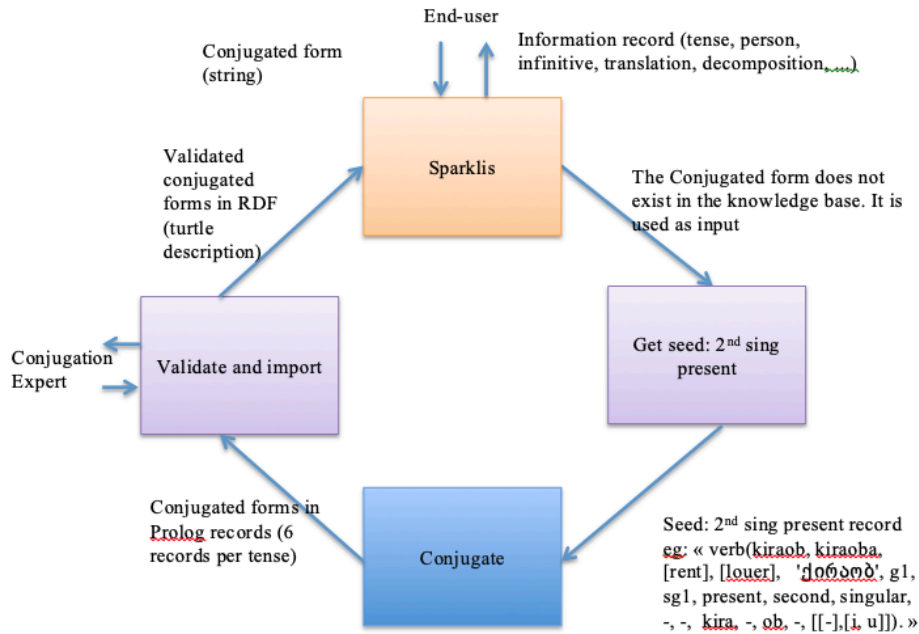 End-user
Conjugated form
(string)
Information record (tense, person,
infinitive, translation, decomposition, ...)
Sparklis
Validated
conjugated
forms in RDF
(turtle
description)
The Conjugated form does not
exist in the knowledge base. It is
used as input
Conjugation
Expert
Validate and import
Get seed: 2nd sing
present
Conjugated forms in
Prolog records (6
records per tense)
Conjugate
Seed: 2nd sing present record
eg: « verb(kiraob, kiraoba,
[rent], [louer], 'ქირაობ', g1,
sg1, present, second, singular,
-, -, kira, -, ob, -, [[-],[i, u]]). »